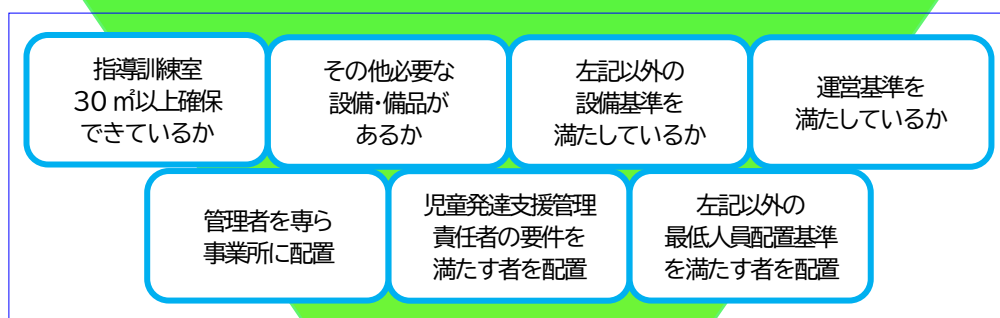 指導訓練室
30㎡以上確保
できているか
その他必要な
設備・備品が
あるか
左記以外の
設備基準を
満たしているか
運営基準を
満たしているか
管理者を専ら
事業所に配置
児童発達支援管理
責任者の要件を
満たす者を配置
左記以外の
最低人員配置基準
を満たす者を配置